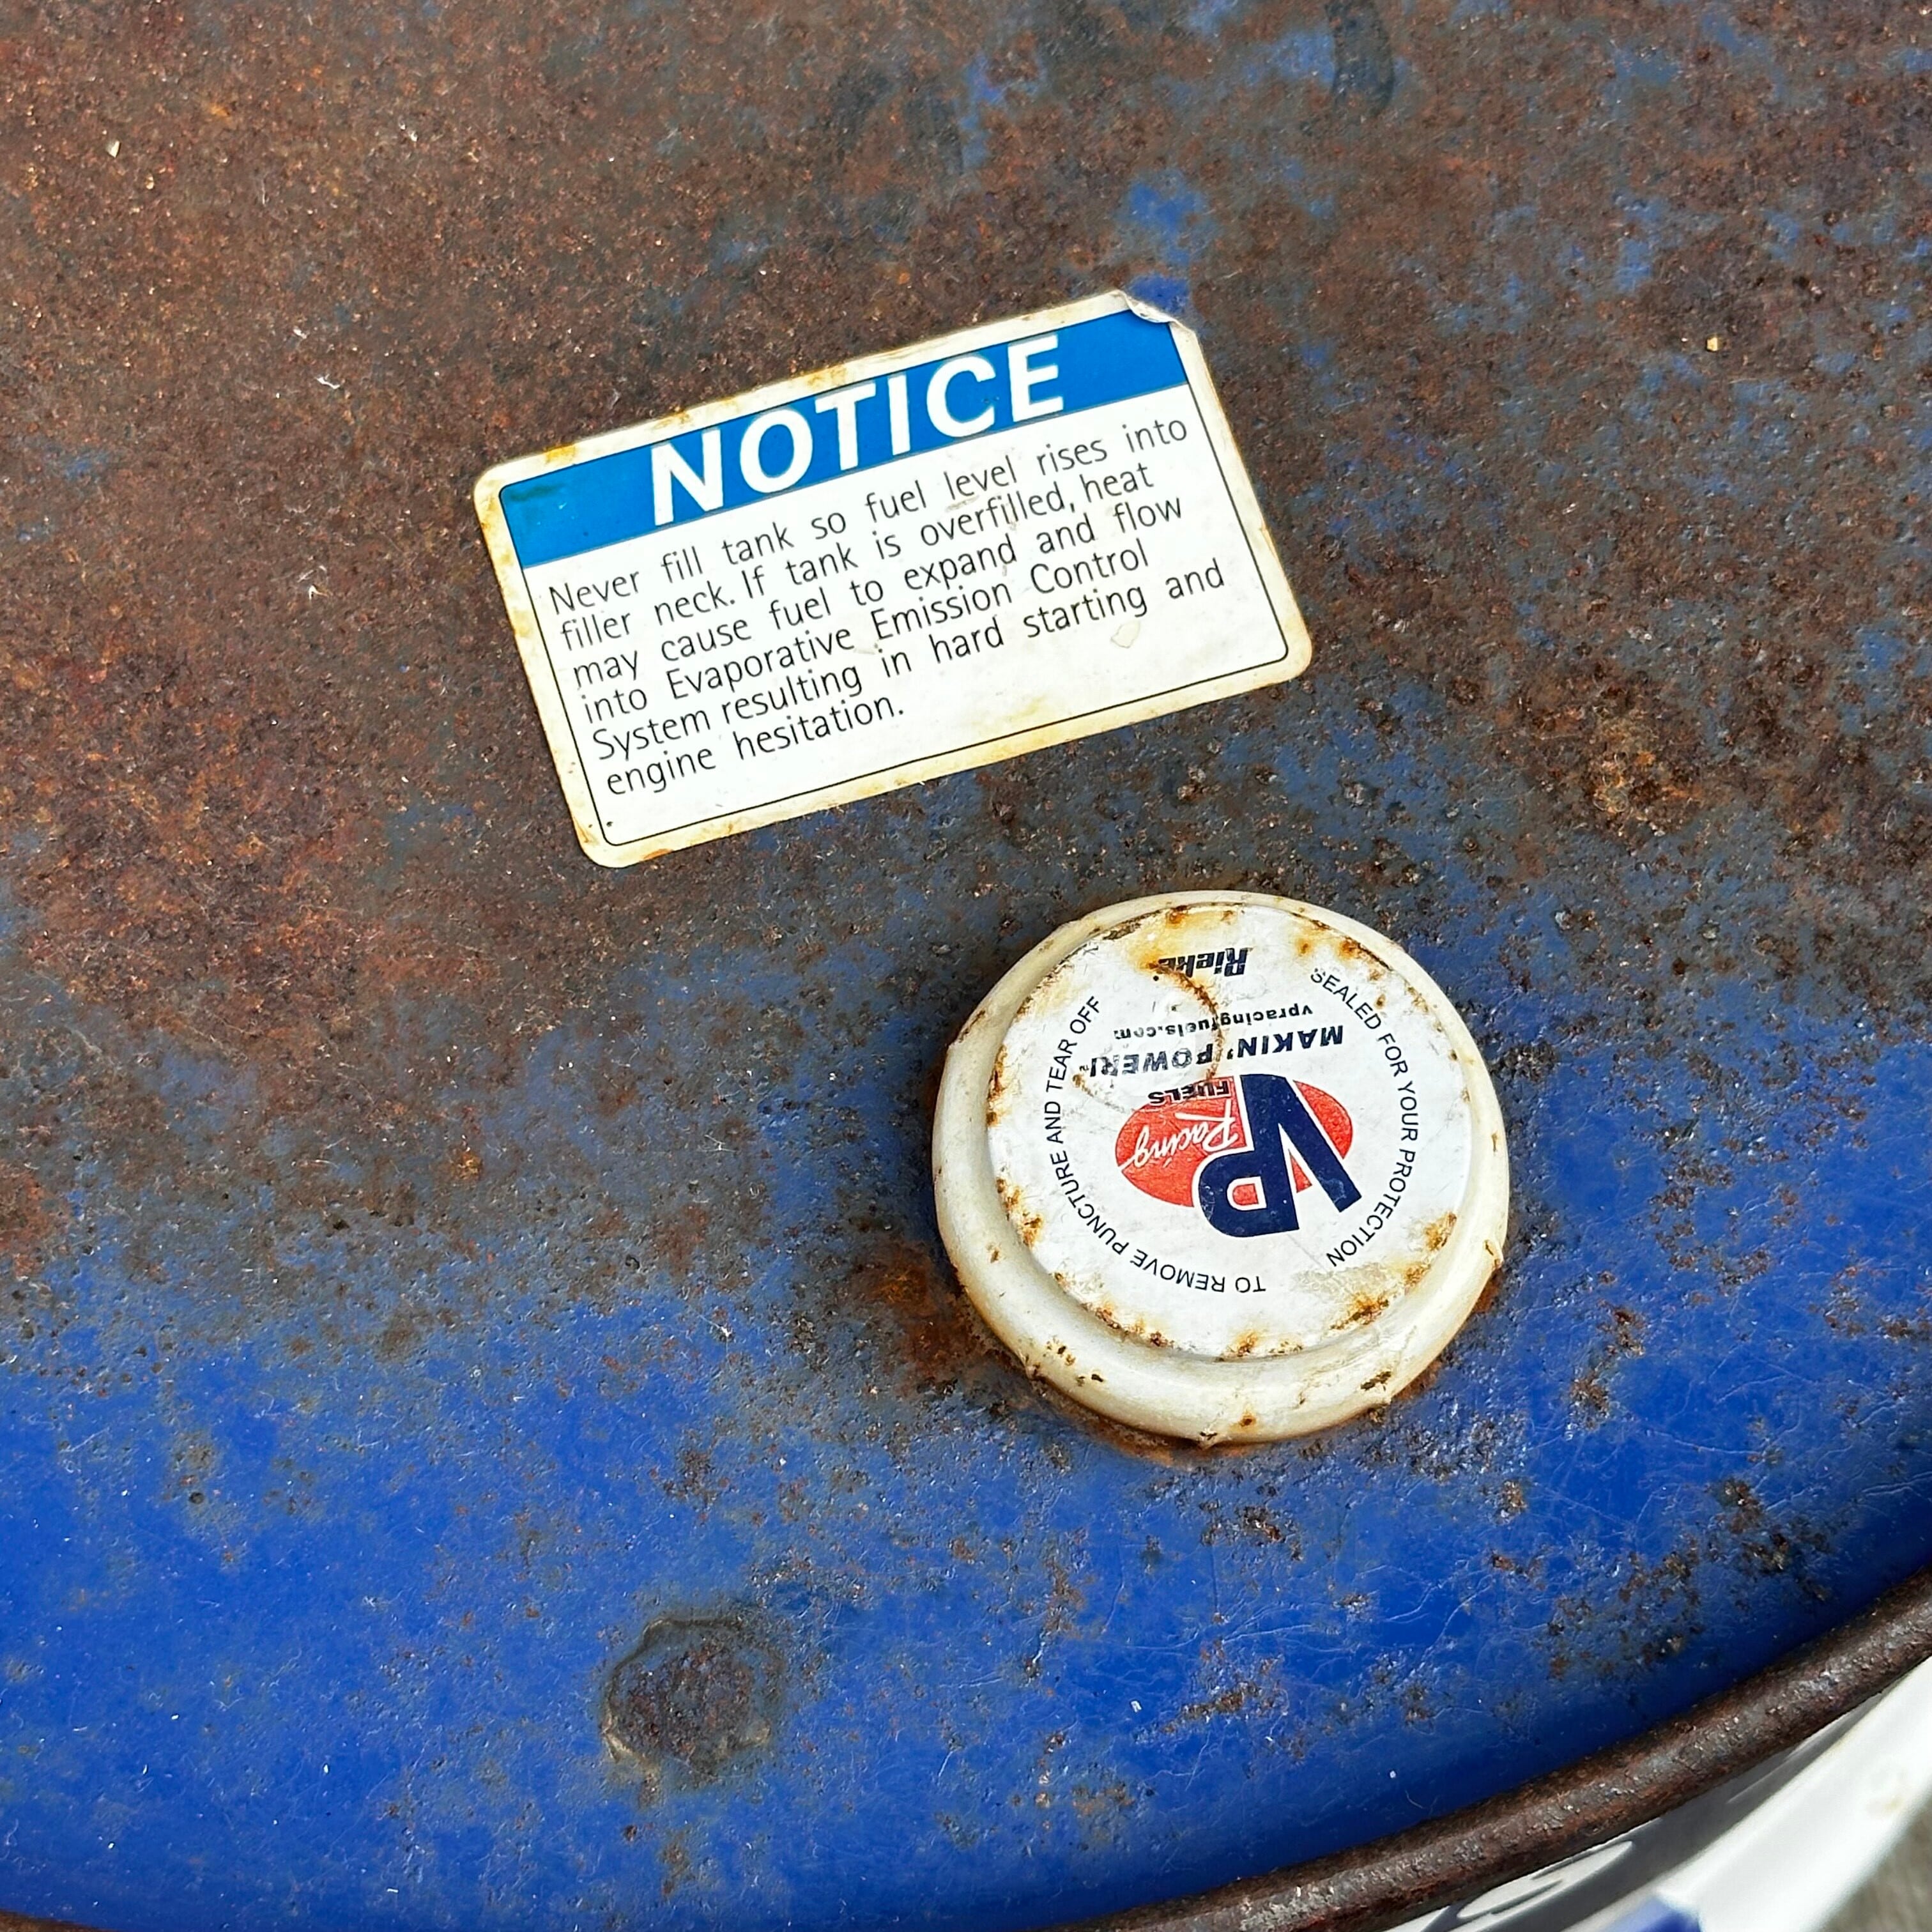 NOTICE
Never fill tank so fuel level rises into
filler neck. If tank is overfilled, heat
may cause fuel to expand and flow
into Evaporative Emission Control
System resulting in hard starting and
engine hesitation.
TO REMOVE PUNCTURE AND TEAR OFF
SEALED FOR YOUR PROTECTION
VP
Racing
FUELS
MAKIN' POWER!™
vpracingfuels.com
Rieke